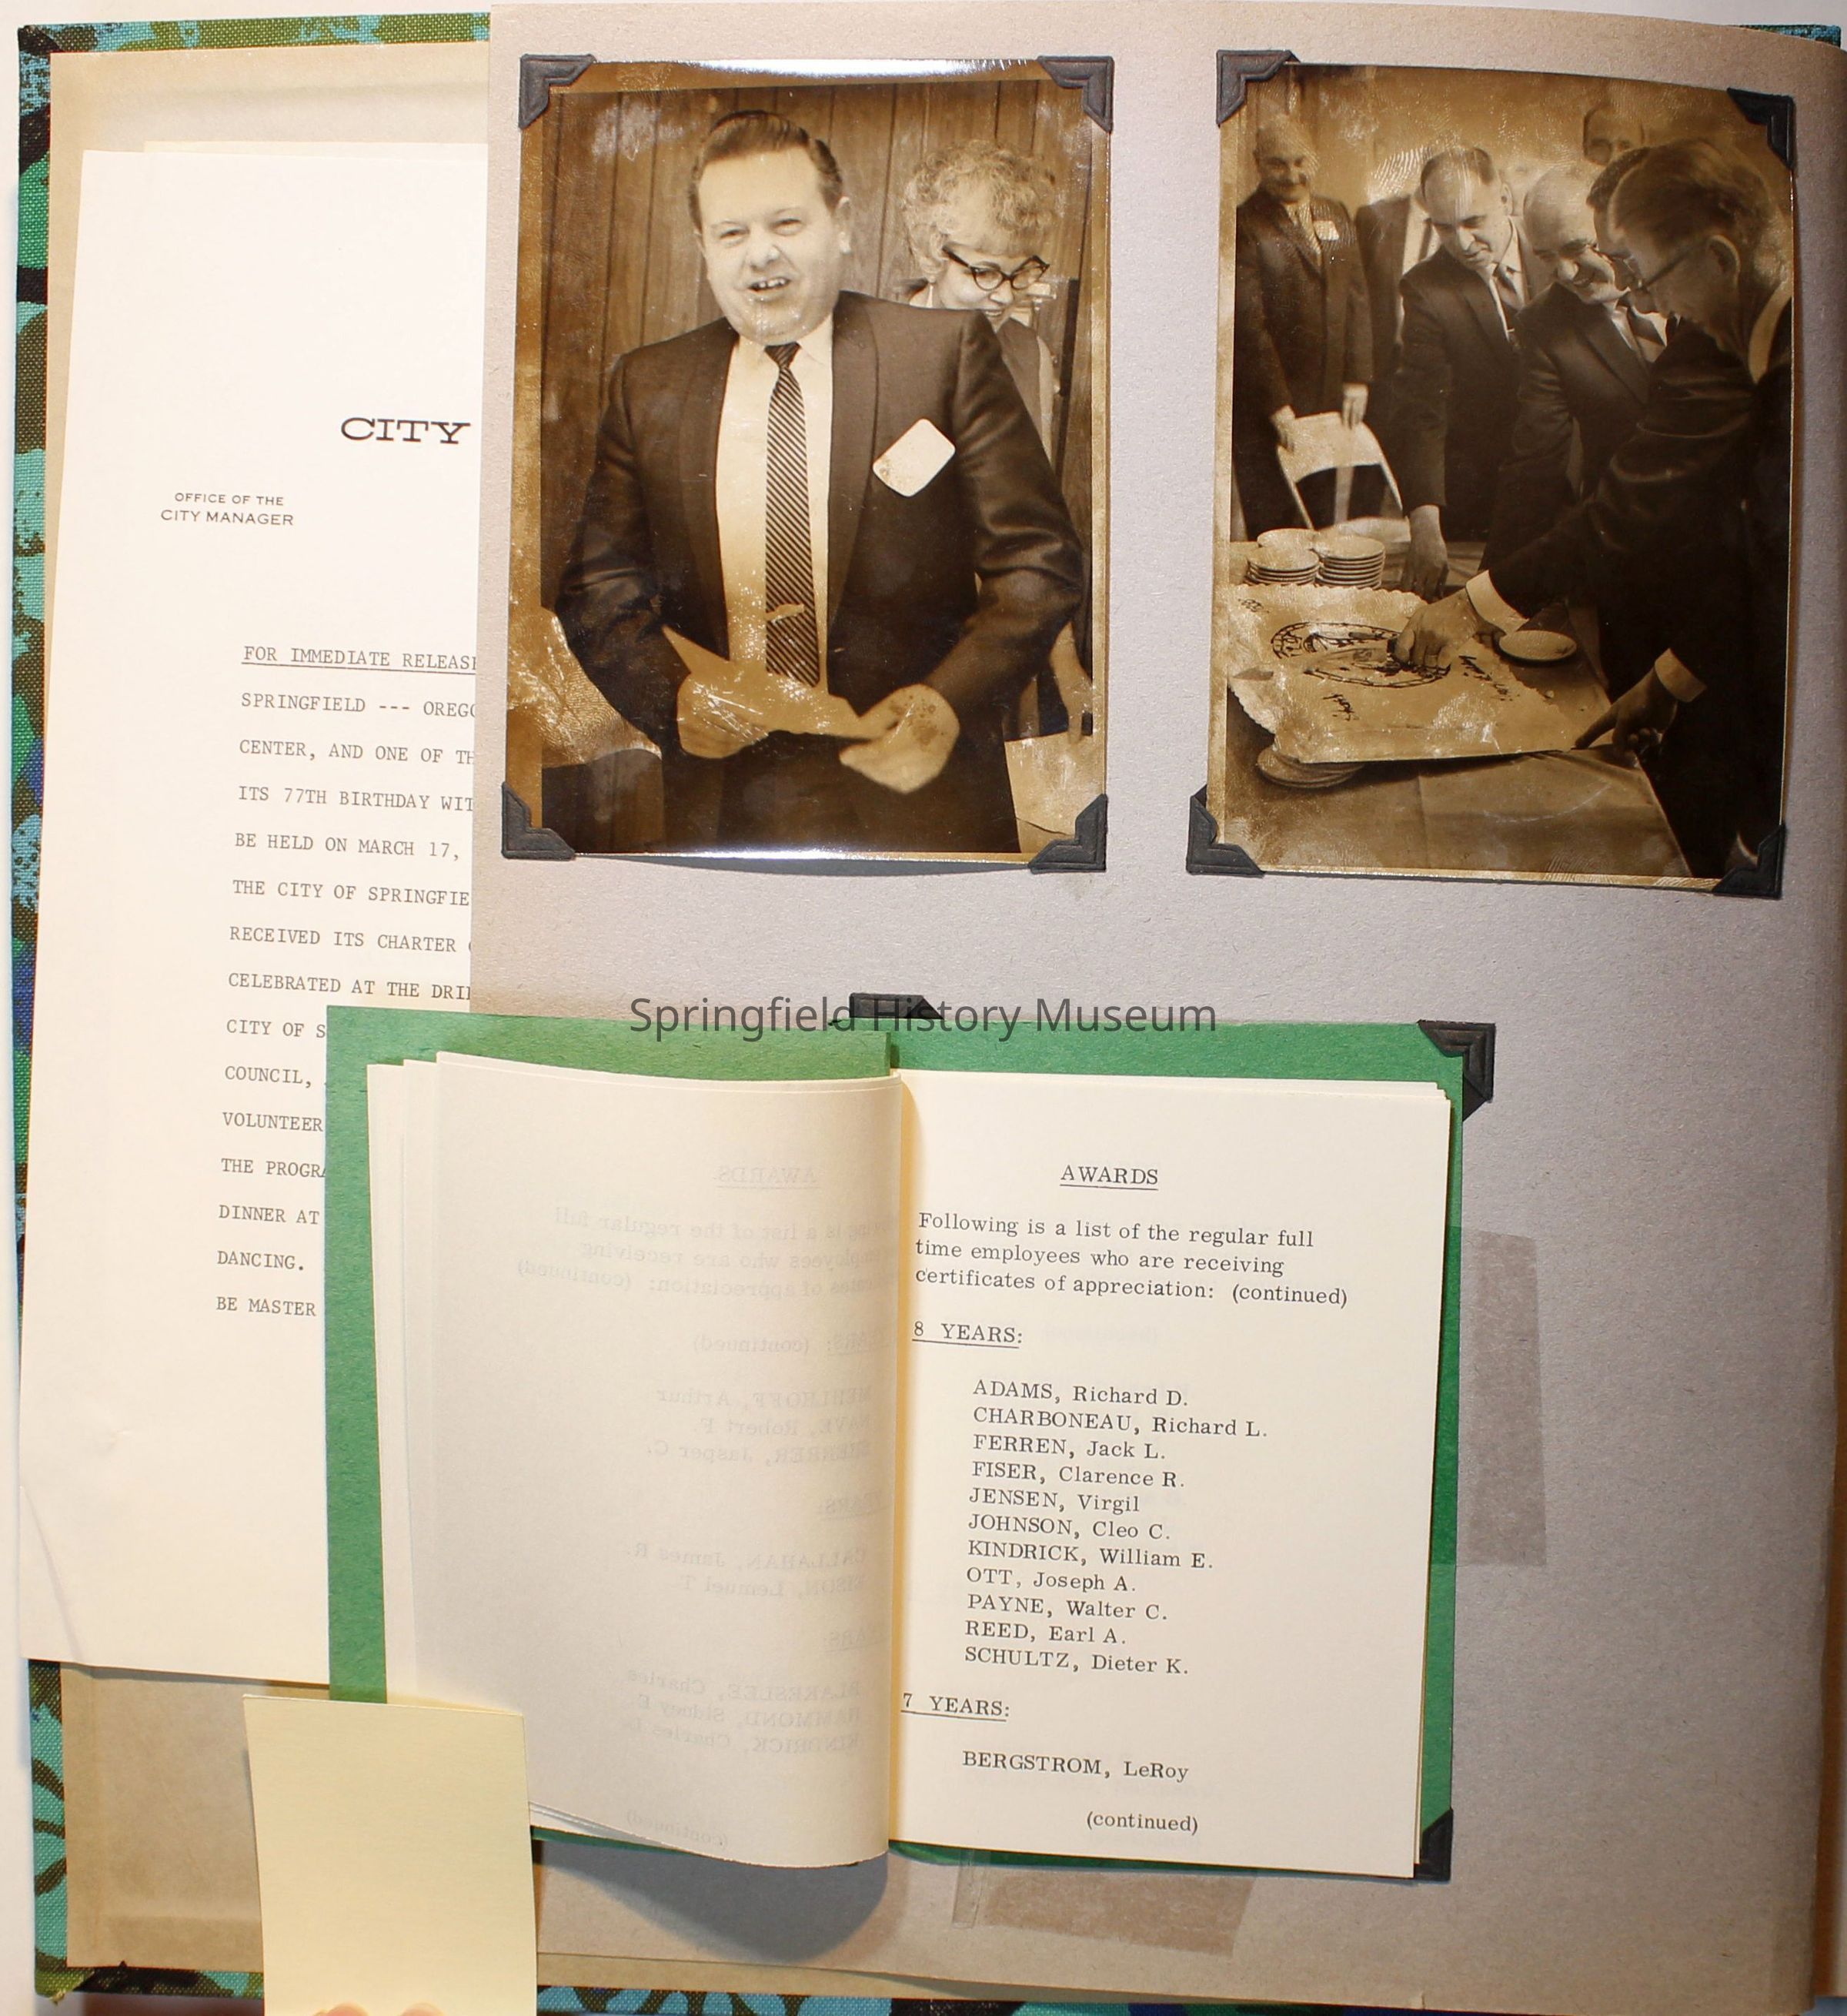 CITY
OFFICE OF THE
CITY MANAGER
FOR IMMEDIATE RELEASE
SPRINGFIELD --- OREGO
CENTER, AND ONE OF TH
ITS 77TH BIRTHDAY WIT
BE HELD ON MARCH 17,
THE CITY OF SPRINGFIE
RECEIVED ITS CHARTER
CELEBRATED AT THE DRI
CITY OF S
COUNCIL,
VOLUNTEER
THE PROGRA
DINNER AT
DANCING.
BE MASTER
Springfield History Museum
AWARDS
Following is a list of the regular full
time employees who are receiving
certificates of appreciation: (continued)
8 YEARS:
ADAMS, Richard D.
CHARBONEAU, Richard L.
FERREN, Jack L.
FISER, Clarence R.
JENSEN, Virgil
JOHNSON, Cleo C.
KINDRICK, William E.
OTT, Joseph A.
PAYNE, Walter C.
REED, Earl A.
SCHULTZ, Dieter K.
7 YEARS:
BERGSTROM, LeRoy
(continued)